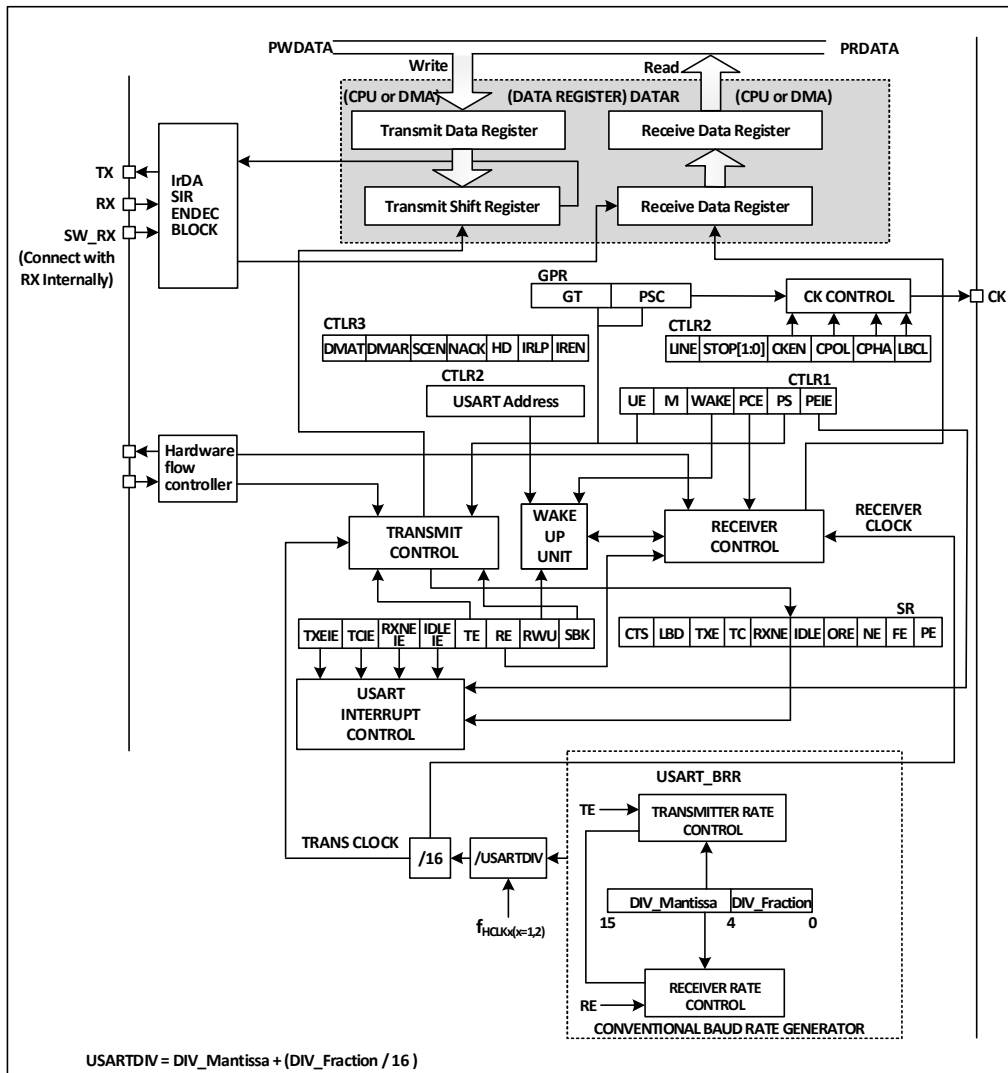 PWDATA
PRDATA
Write
Read
(CPU or DMA)
(DATA REGISTER) DATAR
(CPU or DMA)
Transmit Data Register
Receive Data Register
Transmit Shift Register
Receive Data Register
TX
RX
SW_RX
(Connect with
RX Internally)
IrDA
SIR
ENDEC
BLOCK
GPR
GT
PSC
CK CONTROL
CK
CTLR3
DMAT
DMAR
SCEN
NACK
HD
IRLP
IREN
CTLR2
LINE
STOP[1:0]
CKEN
CPOL
CPHA
LBCL
CTLR2
USART Address
CTLR1
UE
M
WAKE
PCE
PS
PEIE
Hardware
flow
controller
TRANSMIT
CONTROL
WAKE
UP
UNIT
RECEIVER
CONTROL
RECEIVER
CLOCK
TXEIE
TCIE
RXNE
IE
IDLE
IE
TE
RE
RWU
SBK
SR
CTS
LBD
TXE
TC
RXNE
IDLE
ORE
NE
FE
PE
USART
INTERRUPT
CONTROL
USART_BRR
TE
TRANSMITTER RATE
CONTROL
TRANS CLOCK
/16
/USARTDIV
fHCLKx(x=1,2)
DIV_Mantissa
DIV_Fraction
15
4
0
RECEIVER RATE
CONTROL
RE
CONVENTIONAL BAUD RATE GENERATOR
USARTDIV = DIV_Mantissa + (DIV_Fraction / 16 )